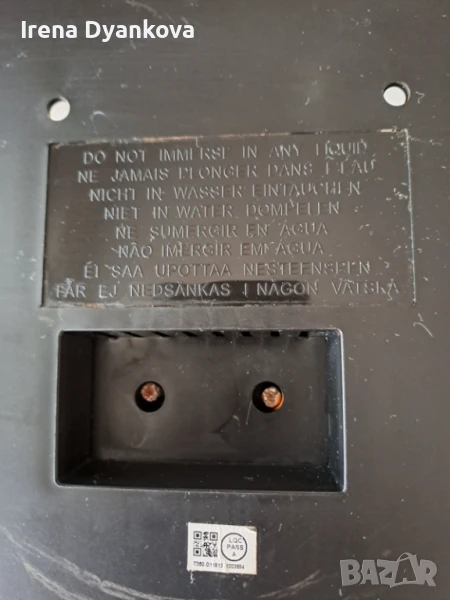 Irena Dyankova
DO NOT IMMERSE IN ANY LIQUID
NE JAMAIS PLONGER DANS L'EAU
NICHT IN WASSER EINTAUCHEN
NIET IN WATER DOMPELEN
NE SUMERGIR EN AGUA
NÃO IMERGIR EM ÁGUA
EI SAA UPOTTAA NESTEESEEN
FÅR EJ NEDSÄNKAS I NÅGON VÄTSKA
LQC
PASS
A
BAZAR